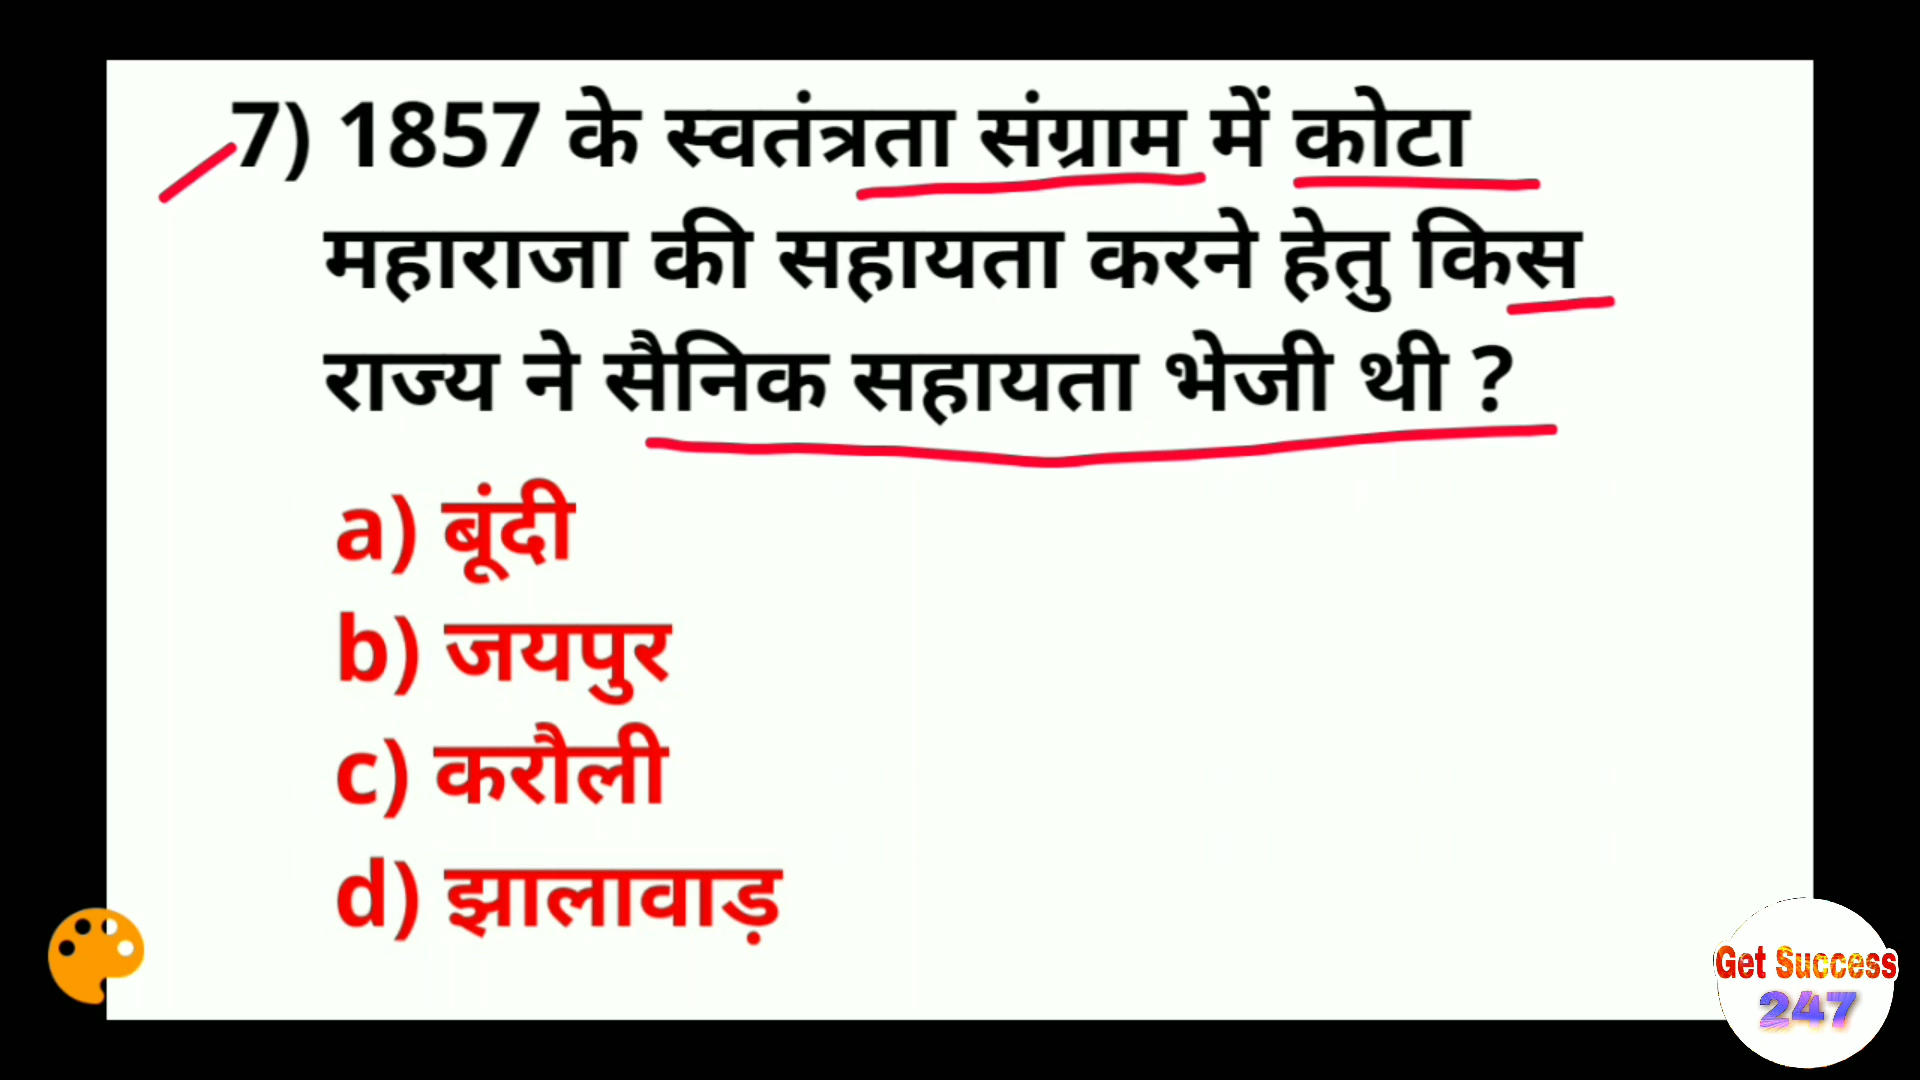 7) 1857 के स्वतंत्रता संग्राम में कोटा
महाराजा की सहायता करने हेतु किस
राज्य ने सैनिक सहायता भेजी थी ?
a) बूंदी
b) जयपुर
c) करौली
d) झालावाड़
Get Success
247